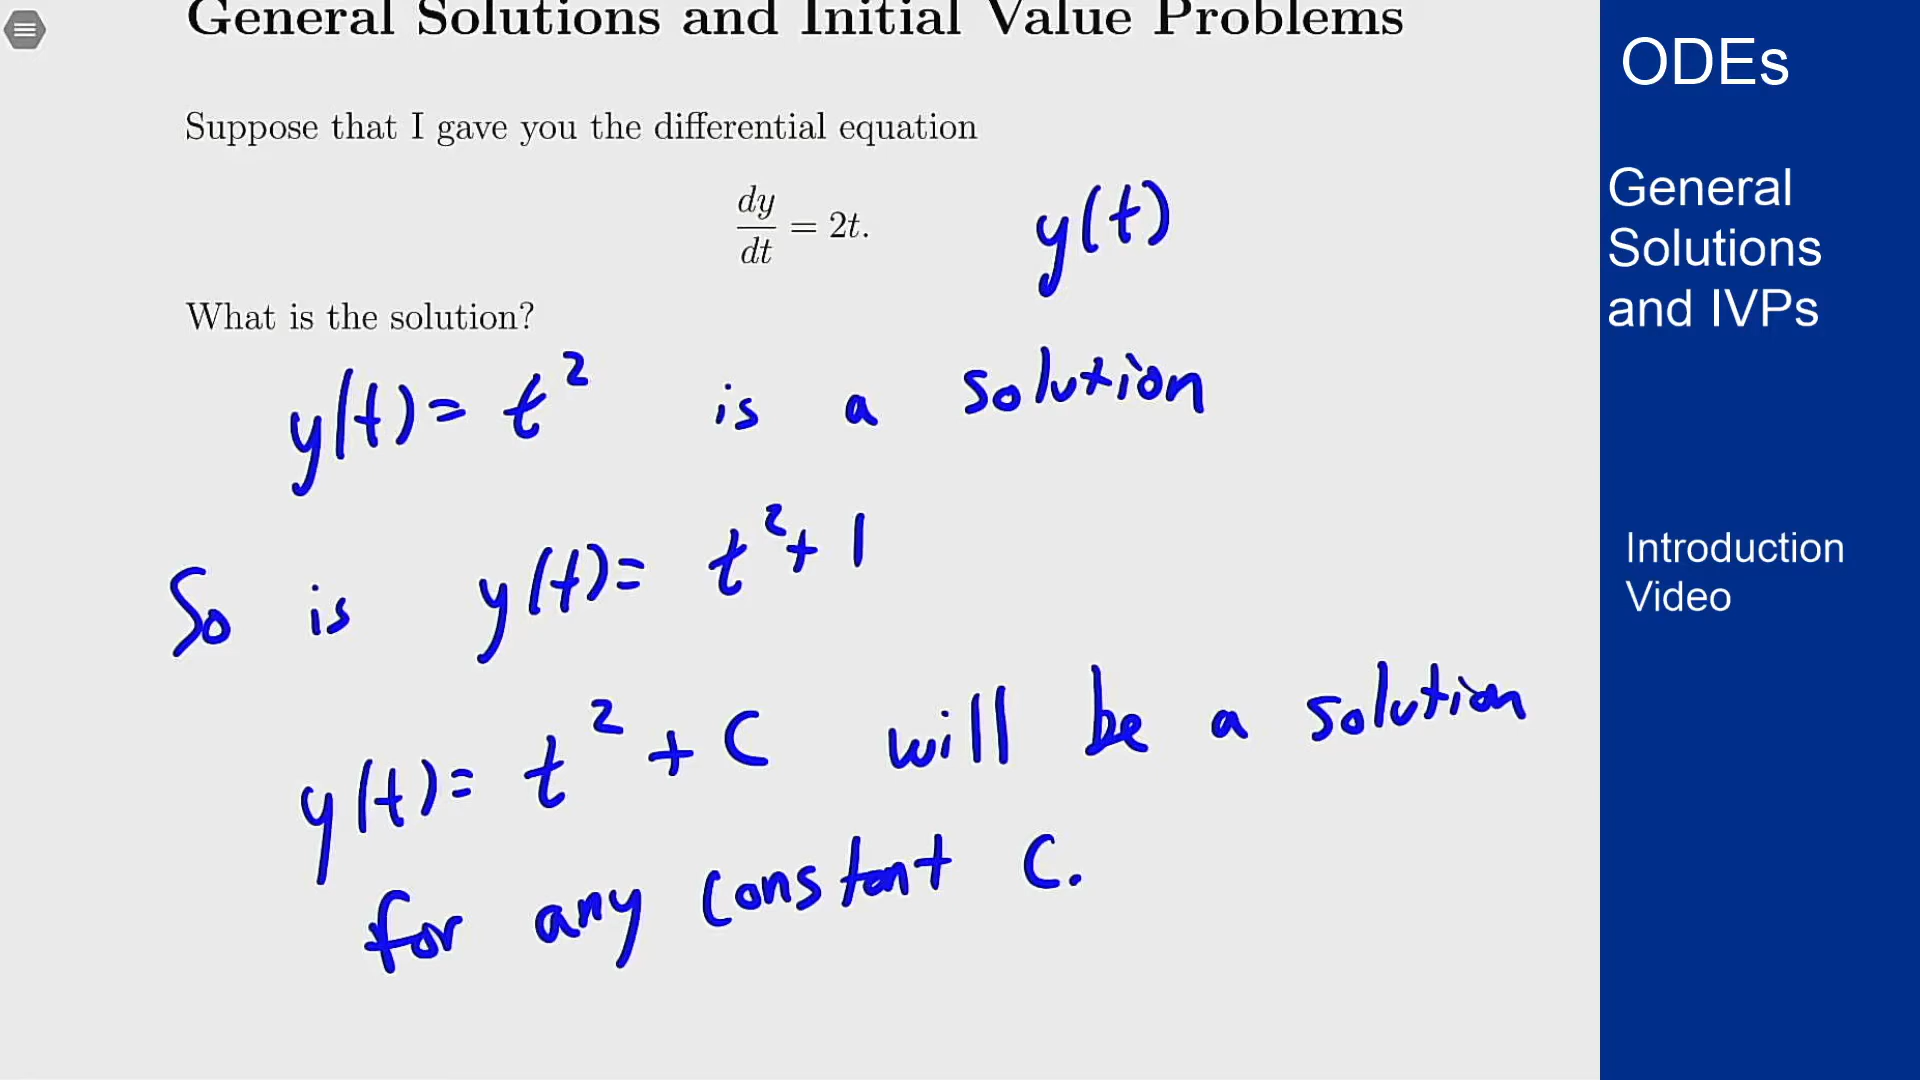 General Solutions and Initial Value Problems
Suppose that I gave you the differential equation
dy/dt = 2t.
y(t)
What is the solution?
y(t) = t² is a solution
So is y(t) = t² + 1
y(t) = t² + C will be a solution
for any constant C.
ODEs
General
Solutions
and IVPs
Introduction
Video